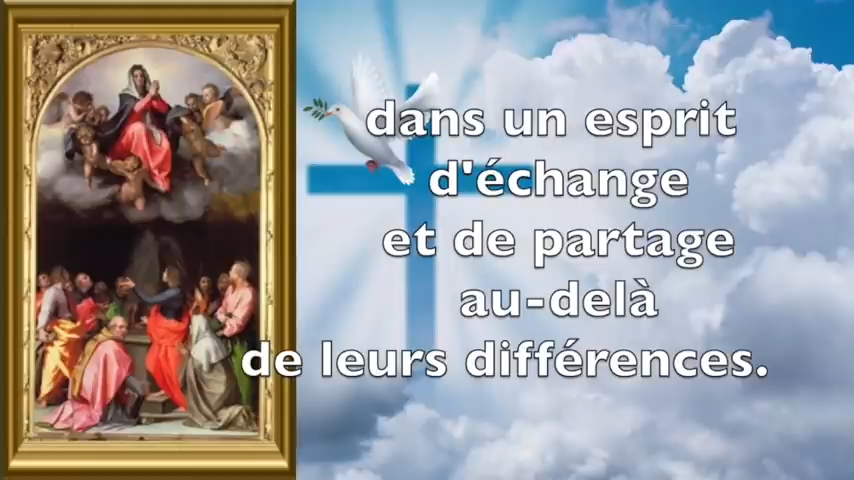 dans un esprit
d'échange
et de partage
au-delà
de leurs différences.